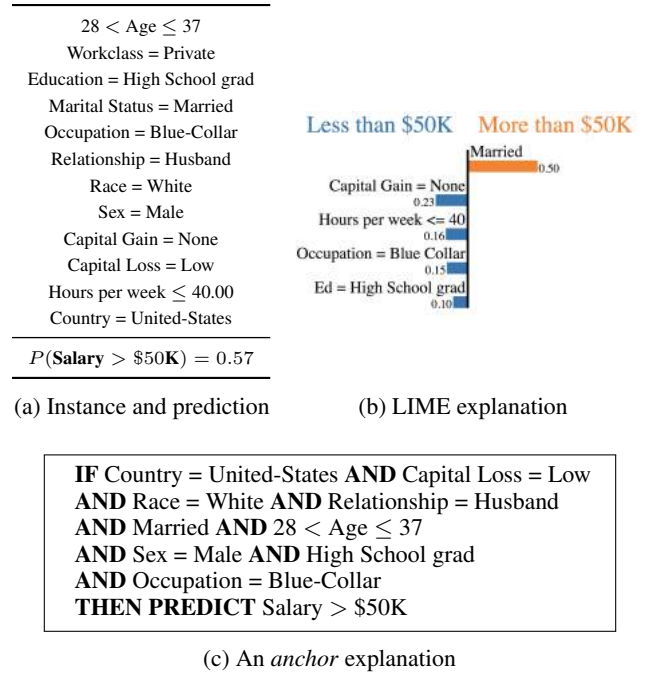 28 < Age ≤ 37
Workclass = Private
Education = High School grad
Marital Status = Married
Occupation = Blue-Collar
Relationship = Husband
Race = White
Sex = Male
Capital Gain = None
Capital Loss = Low
Hours per week ≤ 40.00
Country = United-States
P(Salary > $50K) = 0.57
(a) Instance and prediction
Less than $50K More than $50K
Married
0.50
Capital Gain = None
0.23
Hours per week <= 40
0.16
Occupation = Blue Collar
0.15
Ed = High School grad
0.10
(b) LIME explanation
IF Country = United-States AND Capital Loss = Low
AND Race = White AND Relationship = Husband
AND Married AND 28 < Age ≤ 37
AND Sex = Male AND High School grad
AND Occupation = Blue-Collar
THEN PREDICT Salary > $50K
(c) An anchor explanation